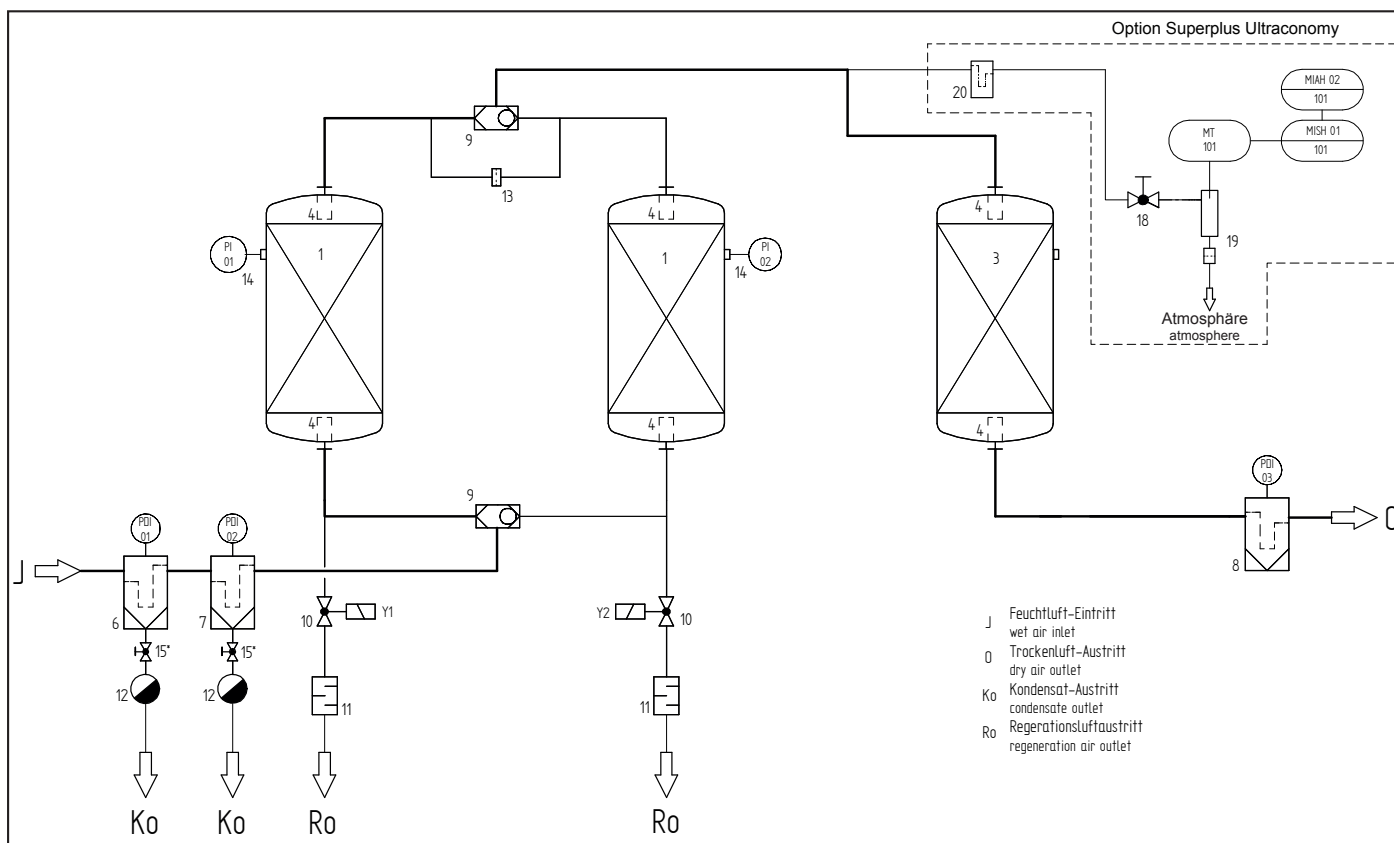 Option Superplus Ultraconomy
MIAH 02
101
20
MT
101
MISH 01
101
9
13
4
4
4
18
19
PI
01
14
1
1
14
PI
02
3
Atmosphäre
atmosphere
4
4
4
9
PDI
01
PDI
02
PDI
03
J
O
6
7
8
10
Y1
Y2
10
15*
15*
12
12
11
11
J Feuchtluft-Eintritt
wet air inlet
O Trockenluft-Austritt
dry air outlet
Ko Kondensat-Austritt
condensate outlet
Ro Regerationsluftaustritt
regeneration air outlet
Ko
Ko
Ro
Ro